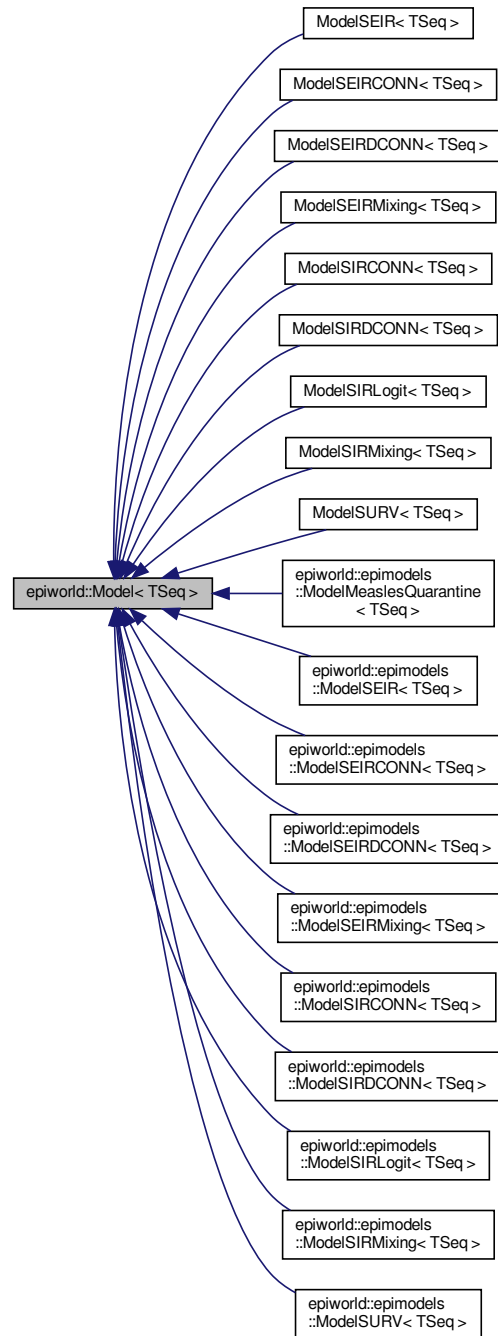 ModelSEIR< TSeq >
ModelSEIRCONN< TSeq >
ModelSEIRDCONN< TSeq >
ModelSEIRMixing< TSeq >
ModelSIRCONN< TSeq >
ModelSIRDCONN< TSeq >
ModelSIRLogit< TSeq >
ModelSIRMixing< TSeq >
ModelSURV< TSeq >
epiworld::Model< TSeq >
epiworld::epimodels
::ModelMeaslesQuarantine
< TSeq >
epiworld::epimodels
::ModelSEIR< TSeq >
epiworld::epimodels
::ModelSEIRCONN< TSeq >
epiworld::epimodels
::ModelSEIRDCONN< TSeq >
epiworld::epimodels
::ModelSEIRMixing< TSeq >
epiworld::epimodels
::ModelSIRCONN< TSeq >
epiworld::epimodels
::ModelSIRDCONN< TSeq >
epiworld::epimodels
::ModelSIRLogit< TSeq >
epiworld::epimodels
::ModelSIRMixing< TSeq >
epiworld::epimodels
::ModelSURV< TSeq >